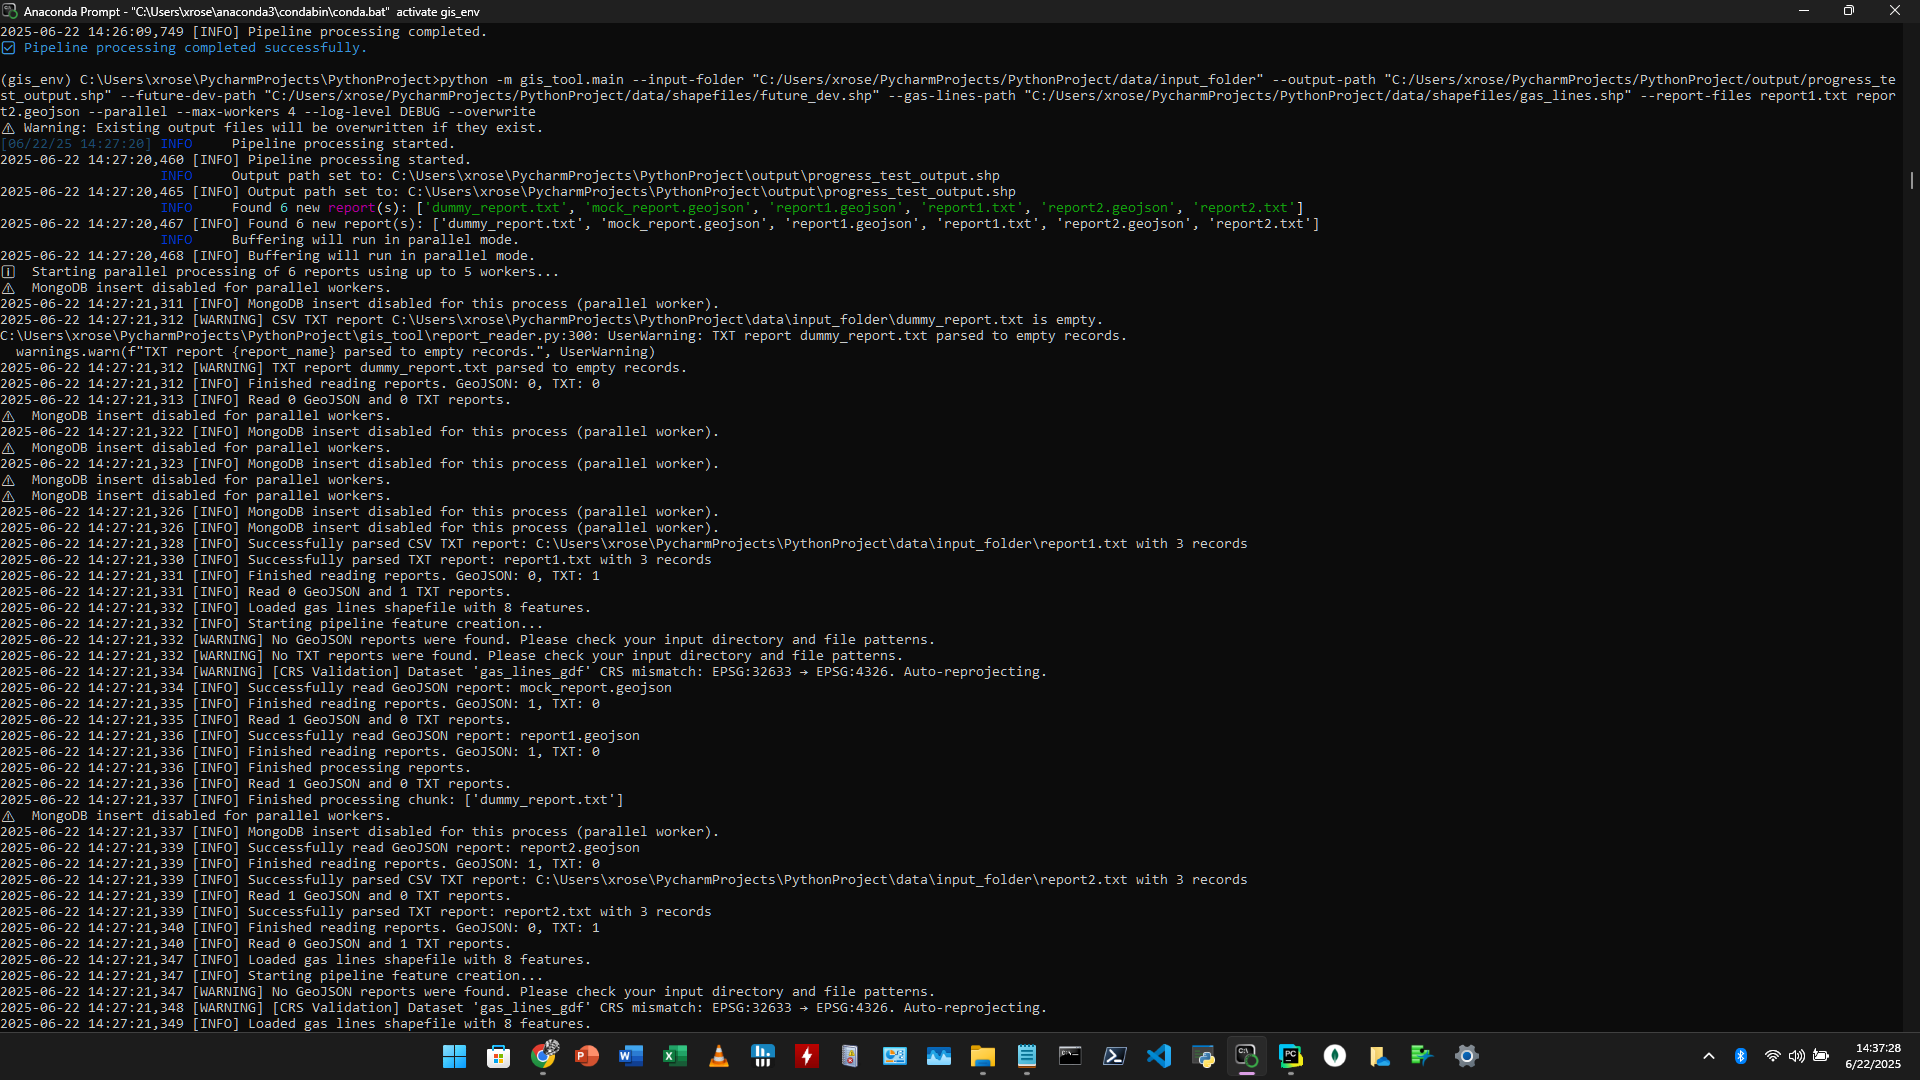 Anaconda Prompt - "C:\Users\xrose\anaconda3\condabin\conda.bat"  activate gis_env
2025-06-22 14:26:09,749 [INFO] Pipeline processing completed.
Pipeline processing completed successfully.
(gis_env) C:\Users\xrose\PycharmProjects\PythonProject>python -m gis_tool.main --input-folder "C:/Users/xrose/PycharmProjects/PythonProject/data/input_folder" --output-path "C:/Users/xrose/PycharmProjects/PythonProject/output/progress_te
st_output.shp" --future-dev-path "C:/Users/xrose/PycharmProjects/PythonProject/data/shapefiles/future_dev.shp" --gas-lines-path "C:/Users/xrose/PycharmProjects/PythonProject/data/shapefiles/gas_lines.shp" --report-files report1.txt repor
t2.geojson --parallel --max-workers 4 --log-level DEBUG --overwrite
⚠ Warning: Existing output files will be overwritten if they exist.
[06/22/25 14:27:20] INFO     Pipeline processing started.
2025-06-22 14:27:20,460 [INFO] Pipeline processing started.
INFO     Output path set to: C:\Users\xrose\PycharmProjects\PythonProject\output\progress_test_output.shp
2025-06-22 14:27:20,465 [INFO] Output path set to: C:\Users\xrose\PycharmProjects\PythonProject\output\progress_test_output.shp
INFO     Found 6 new report(s): ['dummy_report.txt', 'mock_report.geojson', 'report1.geojson', 'report1.txt', 'report2.geojson', 'report2.txt']
2025-06-22 14:27:20,467 [INFO] Found 6 new report(s): ['dummy_report.txt', 'mock_report.geojson', 'report1.geojson', 'report1.txt', 'report2.geojson', 'report2.txt']
INFO     Buffering will run in parallel mode.
2025-06-22 14:27:20,468 [INFO] Buffering will run in parallel mode.
ℹ Starting parallel processing of 6 reports using up to 5 workers...
⚠ MongoDB insert disabled for parallel workers.
2025-06-22 14:27:21,311 [INFO] MongoDB insert disabled for this process (parallel worker).
2025-06-22 14:27:21,312 [WARNING] CSV TXT report C:\Users\xrose\PycharmProjects\PythonProject\data\input_folder\dummy_report.txt is empty.
C:\Users\xrose\PycharmProjects\PythonProject\gis_tool\report_reader.py:300: UserWarning: TXT report dummy_report.txt parsed to empty records.
  warnings.warn(f"TXT report {report_name} parsed to empty records.", UserWarning)
2025-06-22 14:27:21,312 [WARNING] TXT report dummy_report.txt parsed to empty records.
2025-06-22 14:27:21,312 [INFO] Finished reading reports. GeoJSON: 0, TXT: 0
2025-06-22 14:27:21,313 [INFO] Read 0 GeoJSON and 0 TXT reports.
⚠ MongoDB insert disabled for parallel workers.
2025-06-22 14:27:21,322 [INFO] MongoDB insert disabled for this process (parallel worker).
⚠ MongoDB insert disabled for parallel workers.
2025-06-22 14:27:21,323 [INFO] MongoDB insert disabled for this process (parallel worker).
⚠ MongoDB insert disabled for parallel workers.
⚠ MongoDB insert disabled for parallel workers.
2025-06-22 14:27:21,326 [INFO] MongoDB insert disabled for this process (parallel worker).
2025-06-22 14:27:21,326 [INFO] MongoDB insert disabled for this process (parallel worker).
2025-06-22 14:27:21,328 [INFO] Successfully parsed CSV TXT report: C:\Users\xrose\PycharmProjects\PythonProject\data\input_folder\report1.txt with 3 records
2025-06-22 14:27:21,330 [INFO] Successfully parsed TXT report: report1.txt with 3 records
2025-06-22 14:27:21,331 [INFO] Finished reading reports. GeoJSON: 0, TXT: 1
2025-06-22 14:27:21,331 [INFO] Read 0 GeoJSON and 1 TXT reports.
2025-06-22 14:27:21,332 [INFO] Loaded gas lines shapefile with 8 features.
2025-06-22 14:27:21,332 [INFO] Starting pipeline feature creation...
2025-06-22 14:27:21,332 [WARNING] No GeoJSON reports were found. Please check your input directory and file patterns.
2025-06-22 14:27:21,332 [WARNING] No TXT reports were found. Please check your input directory and file patterns.
2025-06-22 14:27:21,334 [WARNING] [CRS Validation] Dataset 'gas_lines_gdf' CRS mismatch: EPSG:32633 → EPSG:4326. Auto-reprojecting.
2025-06-22 14:27:21,334 [INFO] Successfully read GeoJSON report: mock_report.geojson
2025-06-22 14:27:21,335 [INFO] Finished reading reports. GeoJSON: 1, TXT: 0
2025-06-22 14:27:21,335 [INFO] Read 1 GeoJSON and 0 TXT reports.
2025-06-22 14:27:21,336 [INFO] Successfully read GeoJSON report: report1.geojson
2025-06-22 14:27:21,336 [INFO] Finished reading reports. GeoJSON: 1, TXT: 0
2025-06-22 14:27:21,336 [INFO] Finished processing reports.
2025-06-22 14:27:21,336 [INFO] Read 1 GeoJSON and 0 TXT reports.
2025-06-22 14:27:21,337 [INFO] Finished processing chunk: ['dummy_report.txt']
⚠ MongoDB insert disabled for parallel workers.
2025-06-22 14:27:21,337 [INFO] MongoDB insert disabled for this process (parallel worker).
2025-06-22 14:27:21,339 [INFO] Successfully read GeoJSON report: report2.geojson
2025-06-22 14:27:21,339 [INFO] Finished reading reports. GeoJSON: 1, TXT: 0
2025-06-22 14:27:21,339 [INFO] Successfully parsed CSV TXT report: C:\Users\xrose\PycharmProjects\PythonProject\data\input_folder\report2.txt with 3 records
2025-06-22 14:27:21,339 [INFO] Read 1 GeoJSON and 0 TXT reports.
2025-06-22 14:27:21,339 [INFO] Successfully parsed TXT report: report2.txt with 3 records
2025-06-22 14:27:21,340 [INFO] Finished reading reports. GeoJSON: 0, TXT: 1
2025-06-22 14:27:21,340 [INFO] Read 0 GeoJSON and 1 TXT reports.
2025-06-22 14:27:21,347 [INFO] Loaded gas lines shapefile with 8 features.
2025-06-22 14:27:21,347 [INFO] Starting pipeline feature creation...
2025-06-22 14:27:21,347 [WARNING] No GeoJSON reports were found. Please check your input directory and file patterns.
2025-06-22 14:27:21,348 [WARNING] [CRS Validation] Dataset 'gas_lines_gdf' CRS mismatch: EPSG:32633 → EPSG:4326. Auto-reprojecting.
2025-06-22 14:27:21,349 [INFO] Loaded gas lines shapefile with 8 features.
14:37:28
6/22/2025